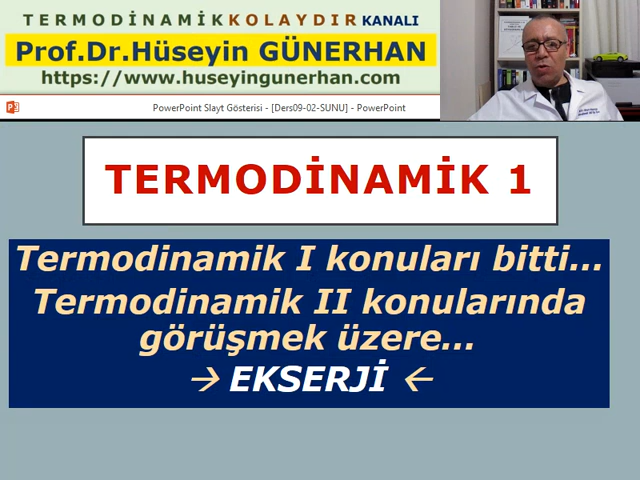 TERMODİNAMİKKOLAYDIR KANALI
Prof.Dr.Hüseyin GÜNERHAN
https://www.huseyingunerhan.com
PowerPoint Slayt Gösterisi - [Ders09-02-SUNU] - PowerPoint
TERMODİNAMİK 1
Termodinamik I konuları bitti...
Termodinamik II konularında
görüşmek üzere...
→ EKSERJİ ←